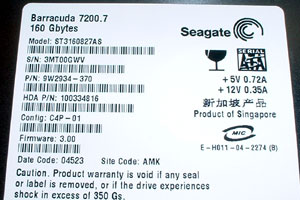 Barracuda 7200.7
160 Gbytes
Seagate
Model: ST3160827AS
S/N: 3MT00GWV
SERIAL
ATA
P/N: 9W2934-370
+5V 0.72A
+12V 0.35A
HDA P/N: 100334816
新加坡产品
Product of Singapore
Config: C4P-01
Firmware: 3.00
MIC
E-H011-04-2274 (B)
Date Code: 04523 Site Code: AMK
Caution: Product warranty is void if any seal
or label is removed, or if the drive experiences
shock in excess of 350 Gs.